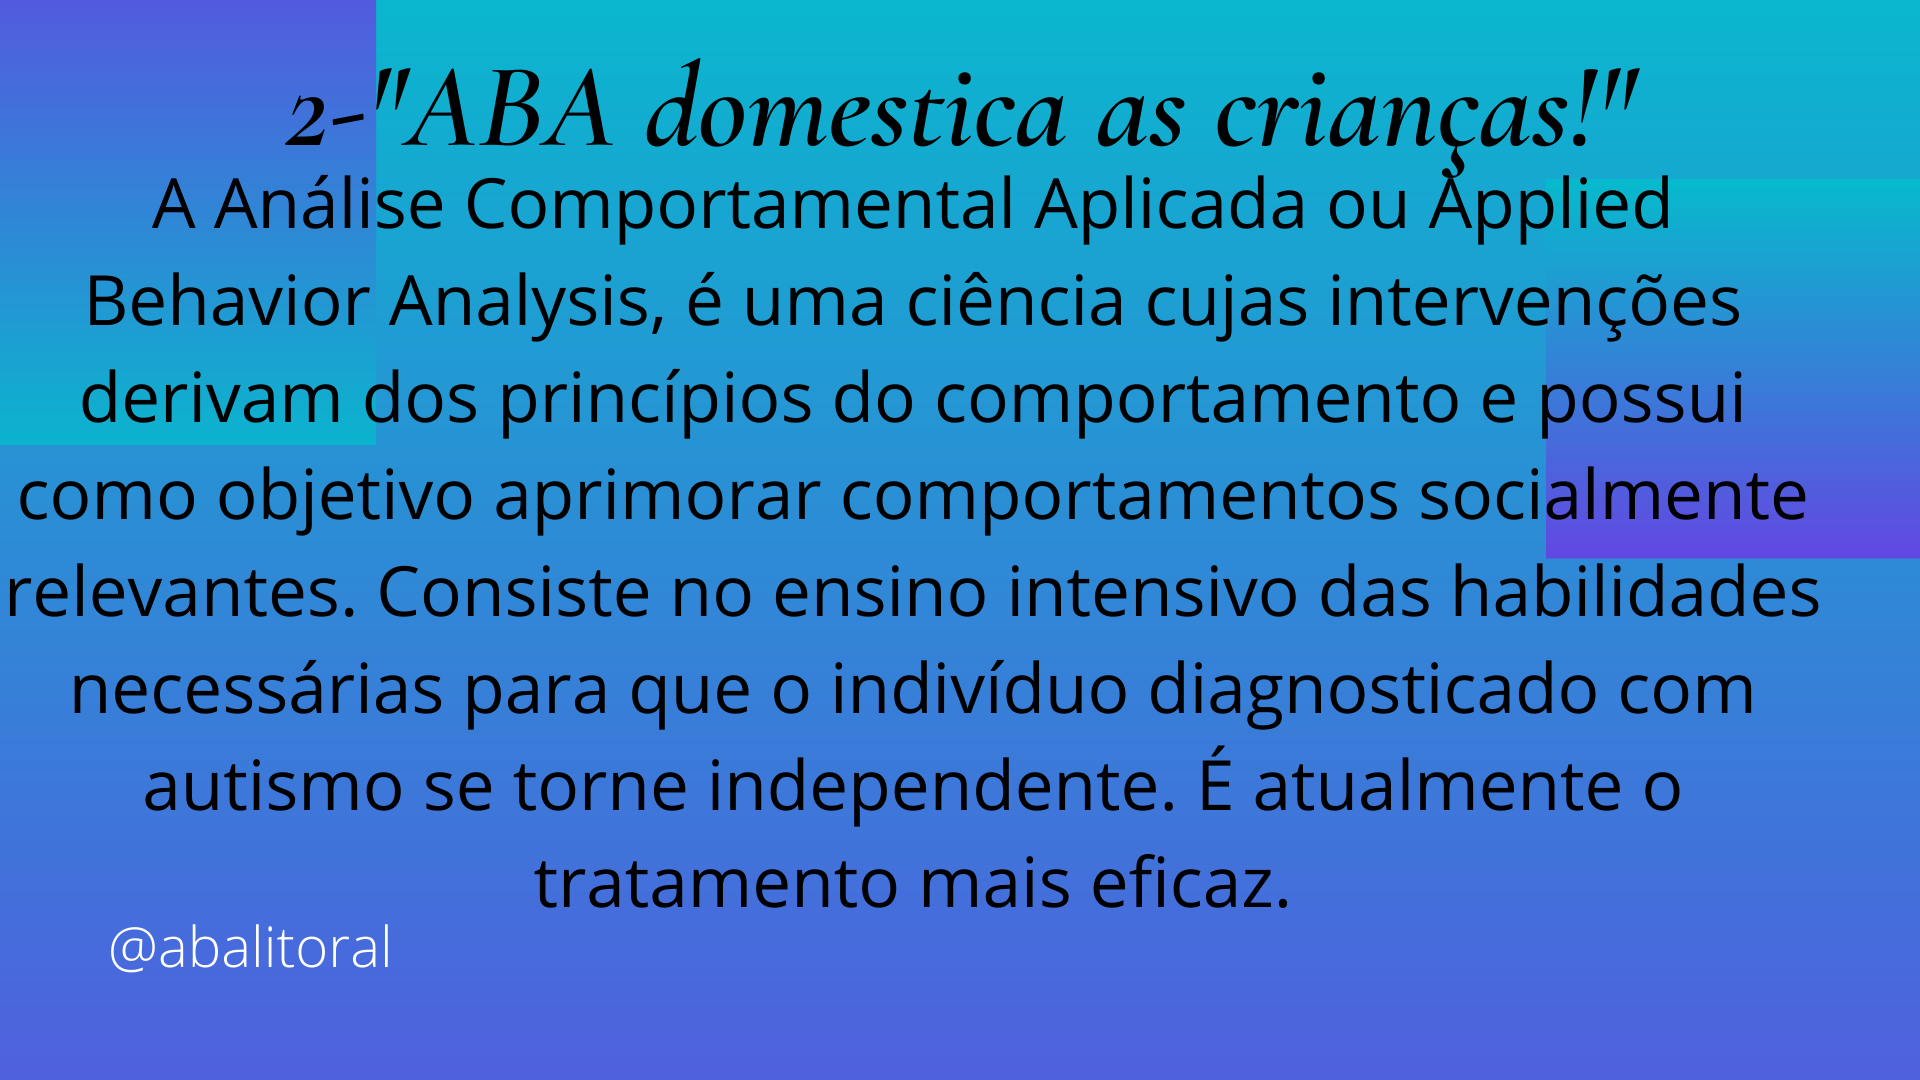 2-"ABA domestica as crianças!"
A Análise Comportamental Aplicada ou Applied
Behavior Analysis, é uma ciência cujas intervenções
derivam dos princípios do comportamento e possui
como objetivo aprimorar comportamentos socialmente
relevantes. Consiste no ensino intensivo das habilidades
necessárias para que o indivíduo diagnosticado com
autismo se torne independente. É atualmente o
tratamento mais eficaz.
@abalitoral